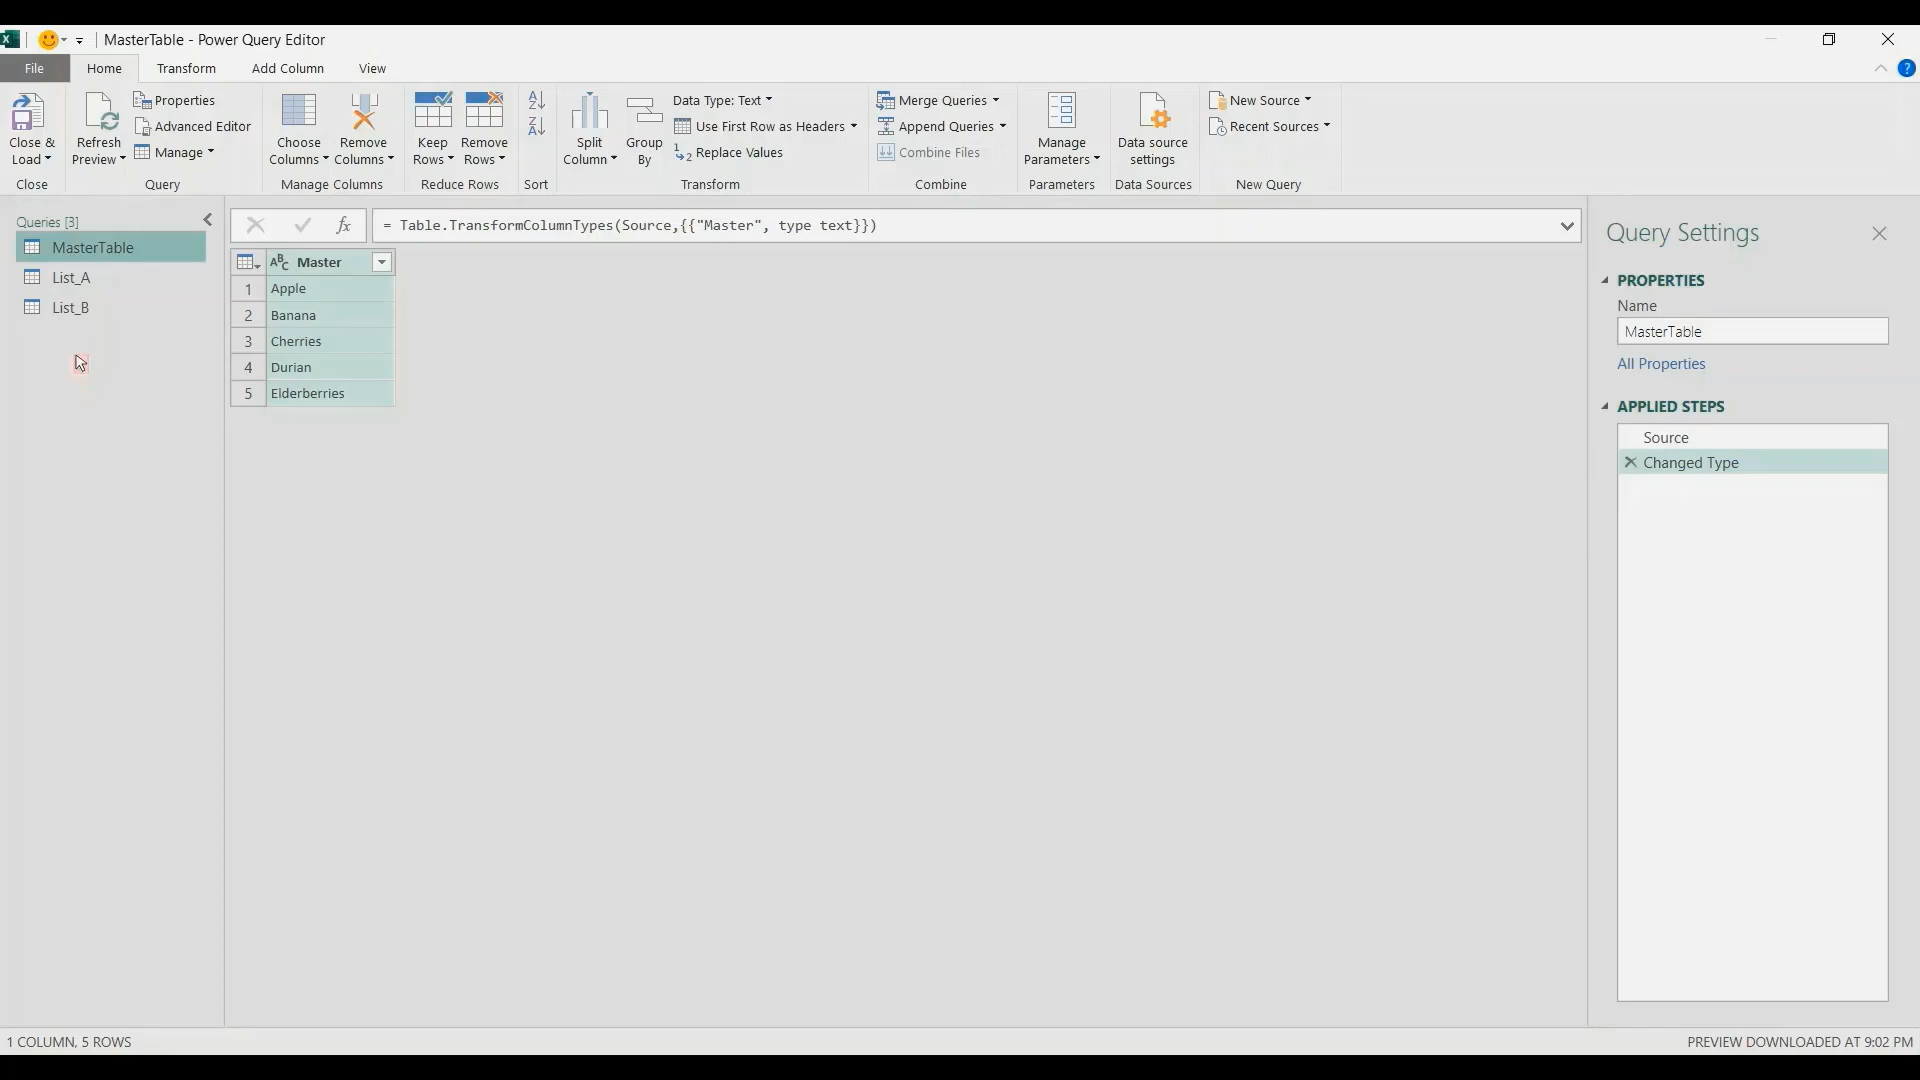 MasterTable - Power Query Editor
File Home Transform Add Column View ?
Close & Load
Refresh Preview
Properties
Advanced Editor
Manage
Choose Columns
Remove Columns
Keep Rows
Remove Rows
Split Column
Group By
Data Type: Text
Use First Row as Headers
Replace Values
Merge Queries
Append Queries
Combine Files
Manage Parameters
Data source settings
New Source
Recent Sources
Close Query Manage Columns Reduce Rows Sort Transform Combine Parameters Data Sources New Query
Queries [3]
MasterTable
List_A
List_B
fx = Table.TransformColumnTypes(Source,{{"Master", type text}})
ABC Master
1 Apple
2 Banana
3 Cherries
4 Durian
5 Elderberries
Query Settings
PROPERTIES
Name
MasterTable
All Properties
APPLIED STEPS
Source
Changed Type
1 COLUMN, 5 ROWS
PREVIEW DOWNLOADED AT 9:02 PM